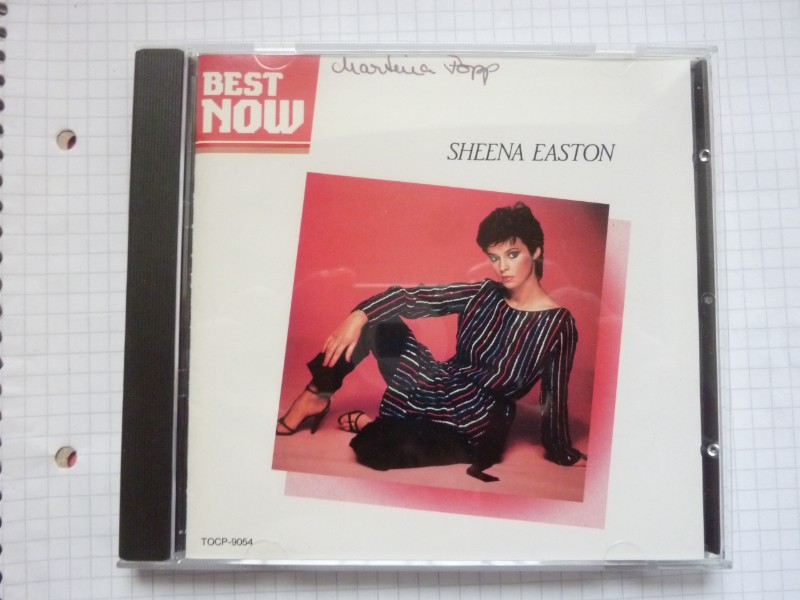 BEST
NOW
Martina Popp
SHEENA EASTON
TOCP-9054